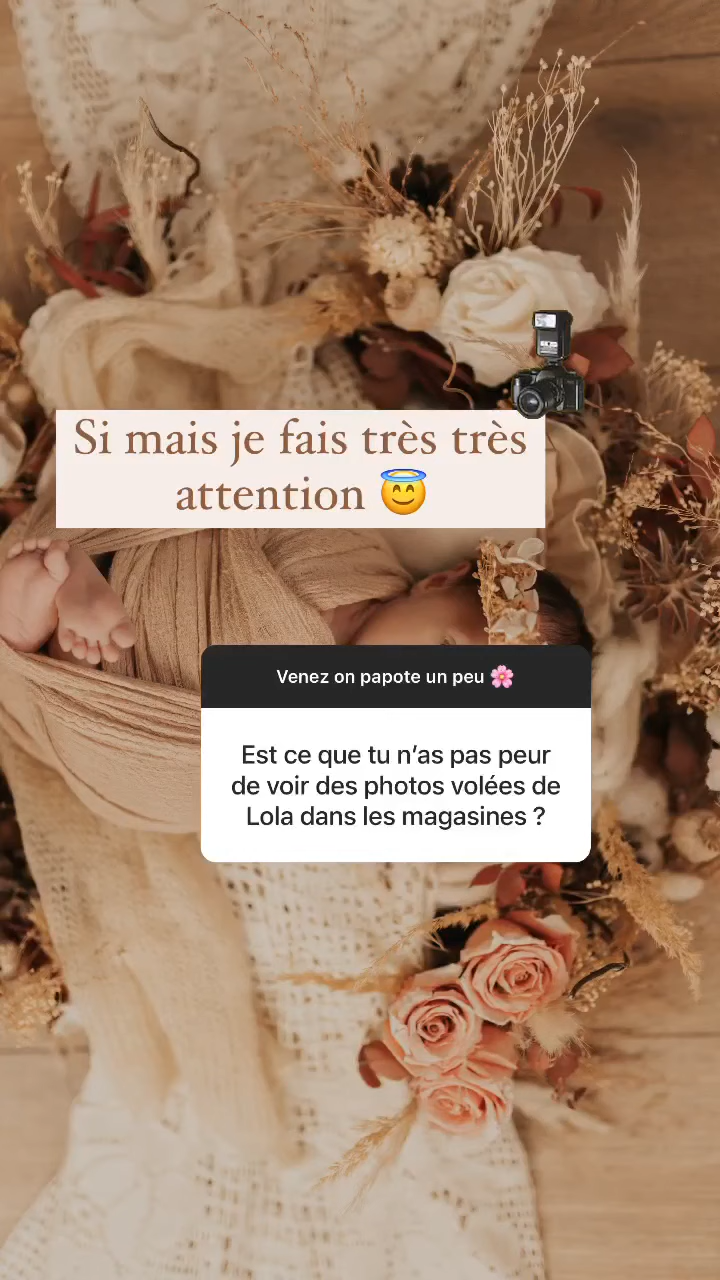 Si mais je fais très très
attention 😇
Venez on papote un peu 🌸
Est ce que tu n'as pas peur
de voir des photos volées de
Lola dans les magasines ?